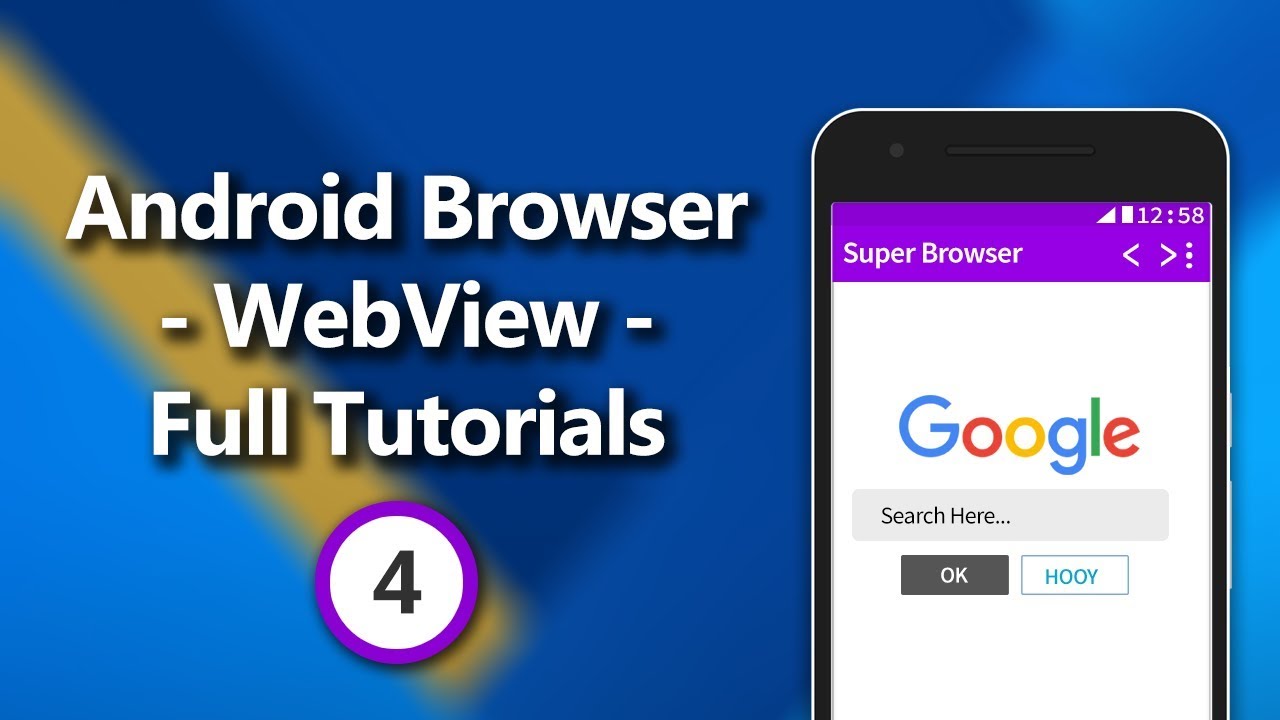 Android Browser
- WebView -
Full Tutorials
4
12:58
Super Browser < >
Google
Search Here...
OK HOOY